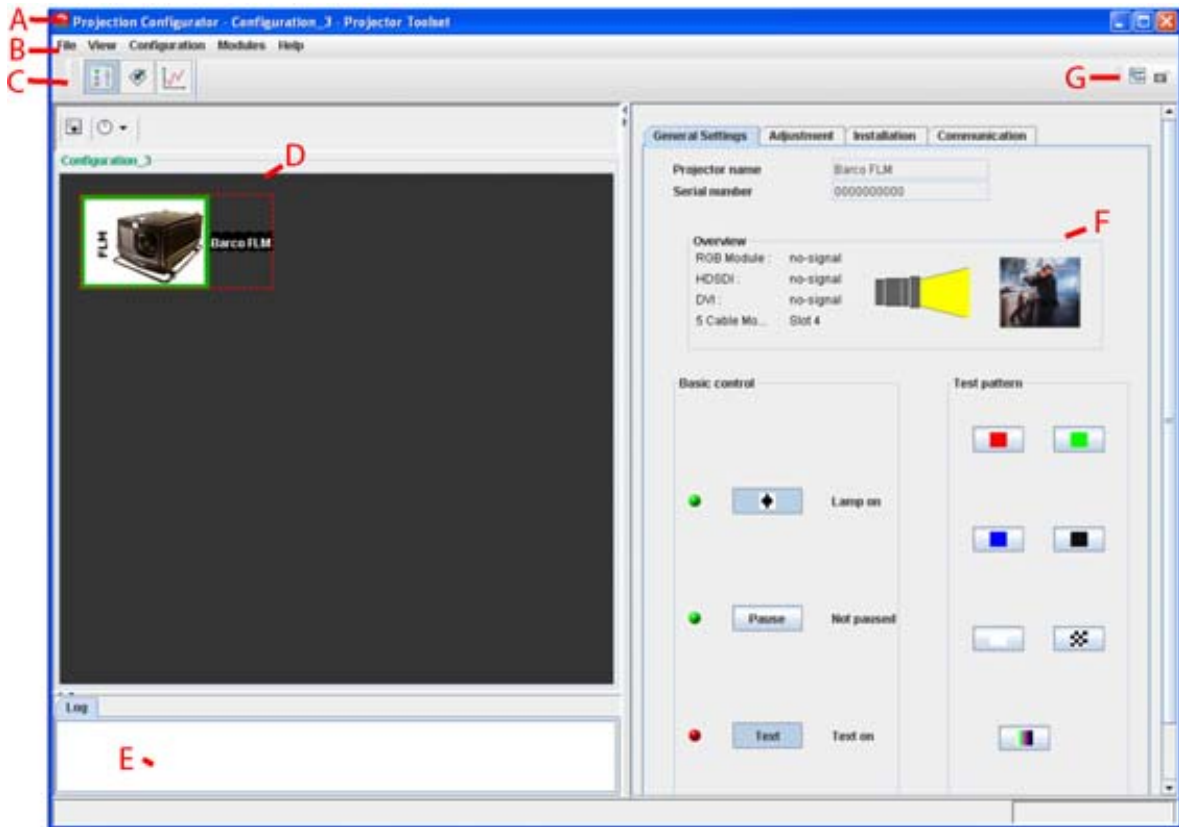 A
Projection Configurator - Configuration_3 - Projector Toolset
B
File View Configuration Modules Help
C
G
D
Configuration_3
FLM
Barco FLM
General Settings Adjustment Installation Communication
Projector name Barco FLM
Serial number 0000000000
F
Overview
RGB Module : no-signal
HDSDI : no-signal
DVI : no-signal
5 Cable Mo... Slot 4
Basic control
Test pattern
Lamp on
Pause Not paused
Text Text on
Log
E